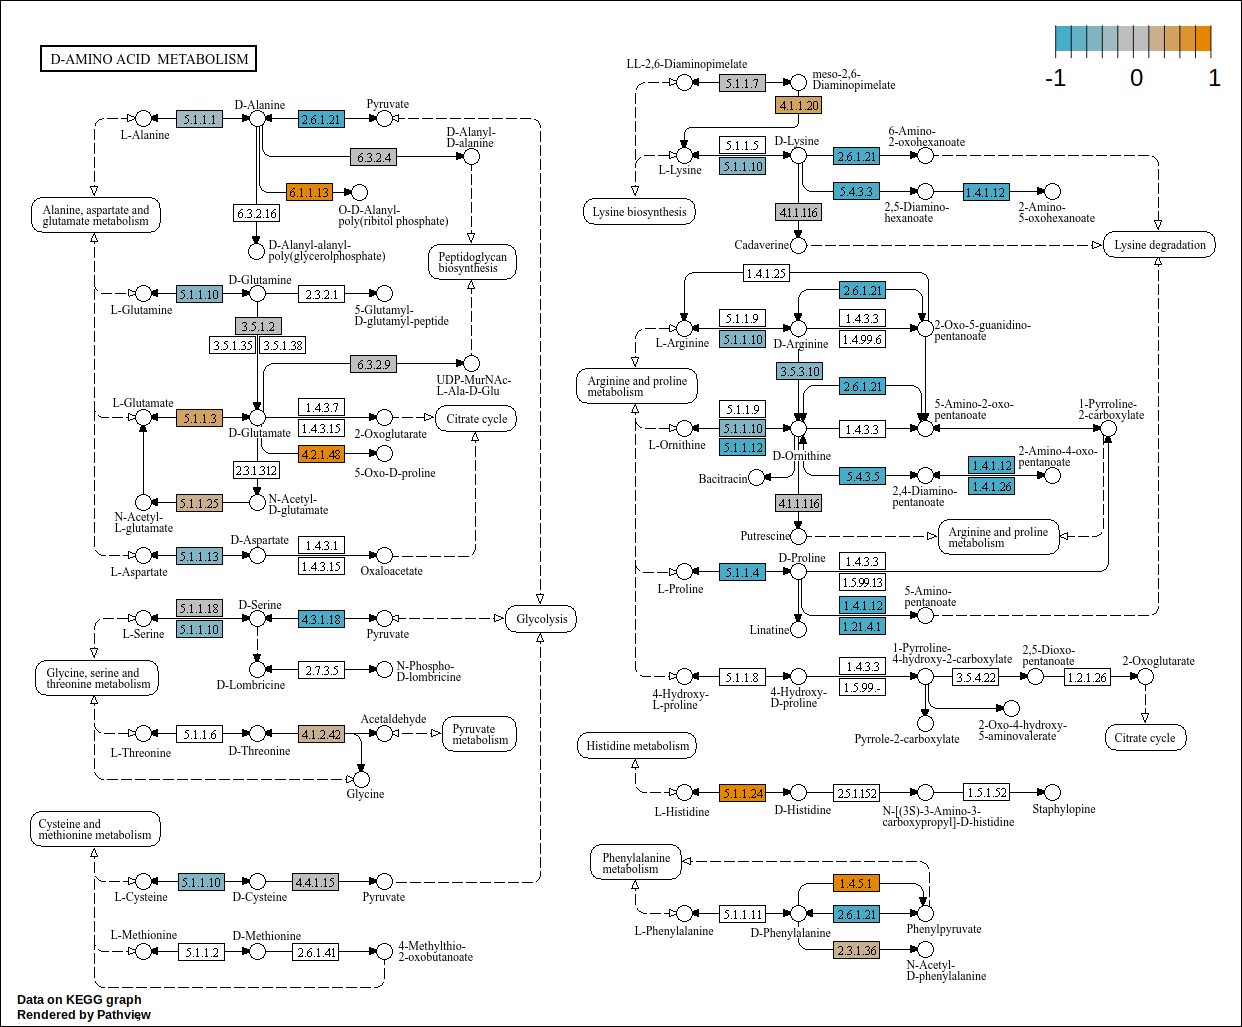 D-AMINO ACID METABOLISM
-1
0
1
L-Alanine
5.1.1.1
D-Alanine
2.6.1.21
Pyruvate
6.3.2.4
D-Alanyl-
D-alanine
6.1.1.13
O-D-Alanyl-
poly(ribitol phosphate)
6.3.2.16
D-Alanyl-alanyl-
poly(glycerolphosphate)
Alanine, aspartate and
glutamate metabolism
Peptidoglycan
biosynthesis
L-Glutamine
5.1.1.10
D-Glutamine
2.3.2.1
5-Glutamyl-
D-glutamyl-peptide
3.5.1.2
3.5.1.35
3.5.1.38
6.3.2.9
UDP-MurNAc-
L-Ala-D-Glu
L-Glutamate
5.1.1.3
D-Glutamate
1.4.3.7
1.4.3.15
2-Oxoglutarate
Citrate cycle
4.2.1.48
5-Oxo-D-proline
2.3.1.312
N-Acetyl-
L-glutamate
5.1.1.25
N-Acetyl-
D-glutamate
L-Aspartate
5.1.1.13
D-Aspartate
1.4.3.1
1.4.3.15
Oxaloacetate
L-Serine
5.1.1.18
5.1.1.10
D-Serine
4.3.1.18
Pyruvate
Glycolysis
D-Lombricine
2.7.3.5
N-Phospho-
D-lombricine
Glycine, serine and
threonine metabolism
L-Threonine
5.1.1.6
D-Threonine
4.1.2.42
Acetaldehyde
Pyruvate
metabolism
Glycine
Cysteine and
methionine metabolism
L-Cysteine
5.1.1.10
D-Cysteine
4.4.1.15
Pyruvate
L-Methionine
5.1.1.2
D-Methionine
2.6.1.41
4-Methylthio-
2-oxobutanoate
LL-2,6-Diaminopimelate
5.1.1.7
meso-2,6-
Diaminopimelate
4.1.1.20
L-Lysine
5.1.1.5
5.1.1.10
D-Lysine
2.6.1.21
6-Amino-
2-oxohexanoate
5.4.3.3
2,5-Diamino-
hexanoate
1.4.1.12
2-Amino-
5-oxohexanoate
Lysine biosynthesis
4.1.1.116
Cadaverine
Lysine degradation
1.4.1.25
2.6.1.21
L-Arginine
5.1.1.9
5.1.1.10
D-Arginine
1.4.3.3
1.4.99.6
2-Oxo-5-guanidino-
pentanoate
Arginine and proline
metabolism
3.5.3.10
2.6.1.21
L-Ornithine
5.1.1.9
5.1.1.10
5.1.1.12
D-Ornithine
1.4.3.3
5-Amino-2-oxo-
pentanoate
1-Pyrroline-
2-carboxylate
Bacitracin
5.4.3.5
2,4-Diamino-
pentanoate
1.4.1.12
1.4.1.26
2-Amino-4-oxo-
pentanoate
4.1.1.116
Putrescine
Arginine and proline
metabolism
L-Proline
5.1.1.4
D-Proline
1.4.3.3
1.5.99.13
1.4.1.12
1.21.4.1
5-Amino-
pentanoate
Linatine
4-Hydroxy-
L-proline
5.1.1.8
4-Hydroxy-
D-proline
1.4.3.3
1.5.99.-
1-Pyrroline-
4-hydroxy-2-carboxylate
3.5.4.22
2,5-Dioxo-
pentanoate
1.2.1.26
2-Oxoglutarate
Pyrrole-2-carboxylate
2-Oxo-4-hydroxy-
5-aminovalerate
Citrate cycle
Histidine metabolism
L-Histidine
5.1.1.24
D-Histidine
2.5.1.152
N-[(3S)-3-Amino-3-
carboxypropyl]-D-histidine
1.5.1.52
Staphylopine
Phenylalanine
metabolism
1.4.5.1
L-Phenylalanine
5.1.1.11
D-Phenylalanine
2.6.1.21
Phenylpyruvate
2.3.1.36
N-Acetyl-
D-phenylalanine
Data on KEGG graph
Rendered by Pathview